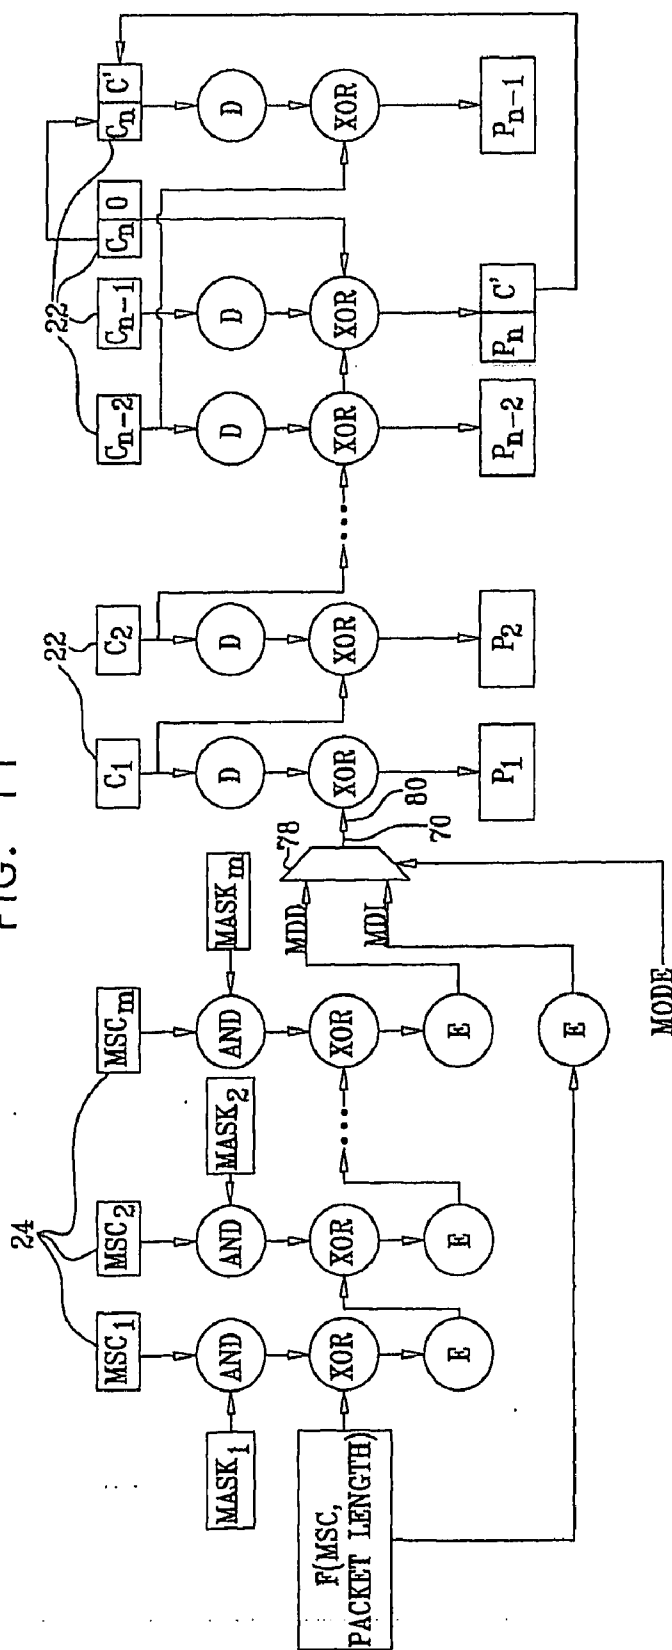 FIG. 11
24
22
22
MSC₁ MSC₂ MSCₘ C₁ C₂ Cₙ₋₂ Cₙ₋₁ Cₙ 0 Cₙ C'
MASK₁ AND AND MASK₂ AND MASKₘ D D D D D
F(MSC,
PACKET LENGTH)
XOR XOR ... XOR XOR XOR ... XOR XOR XOR
78
80
70
E E E
MDD
MDI
E
MODE
P₁ P₂ Pₙ₋₂ Pₙ C' Pₙ₋₁